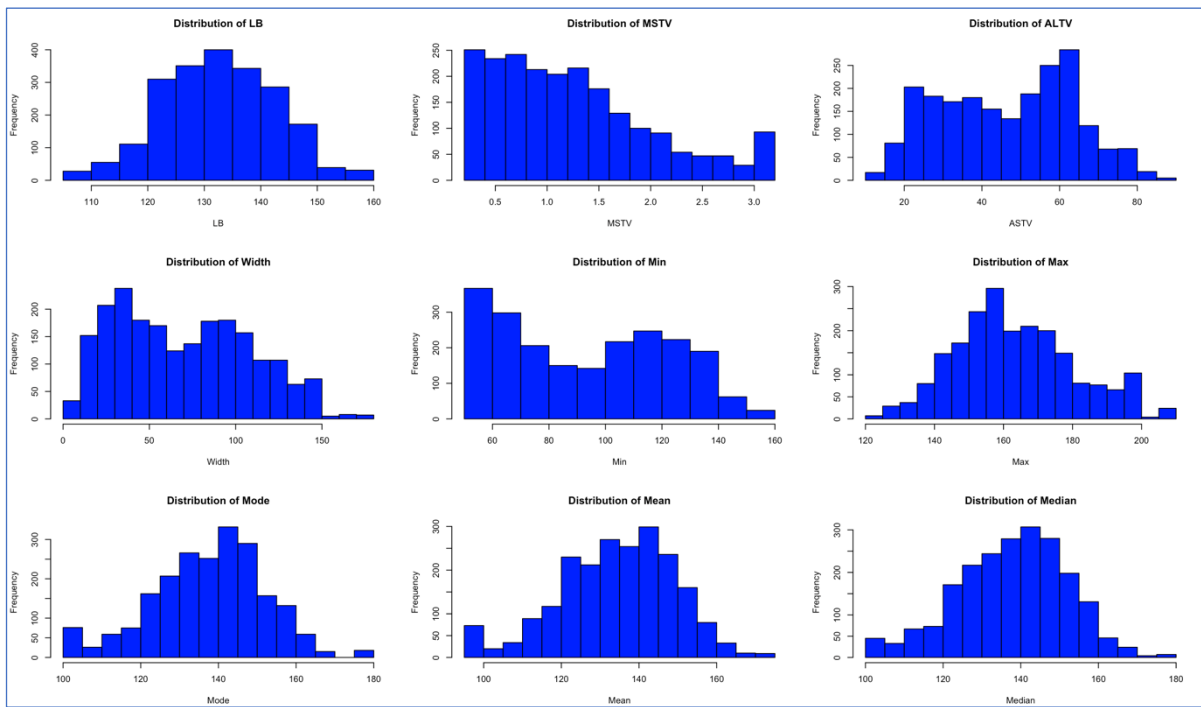 Distribution of LB
Frequency
0 100 200 300 400
110 120 130 140 150 160
LB
Distribution of MSTV
Frequency
0 50 100 150 200 250
0.5 1.0 1.5 2.0 2.5 3.0
MSTV
Distribution of ALTV
Frequency
0 50 100 150 200 250
20 40 60 80
ASTV
Distribution of Width
Frequency
0 50 100 150 200
0 50 100 150
Width
Distribution of Min
Frequency
0 100 200 300
60 80 100 120 140 160
Min
Distribution of Max
Frequency
0 50 100 200 300
120 140 160 180 200
Max
Distribution of Mode
Frequency
0 50 100 200 300
100 120 140 160 180
Mode
Distribution of Mean
Frequency
0 50 100 200 300
100 120 140 160
Mean
Distribution of Median
Frequency
0 50 100 200 300
100 120 140 160 180
Median